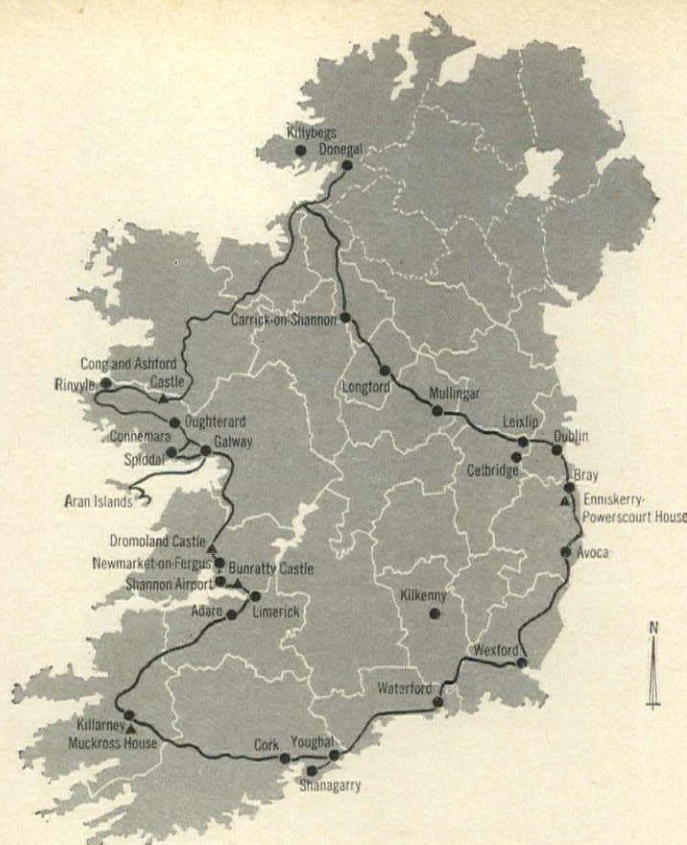 Killybegs
Donegal
Carrick-on-Shannon
Cong and Ashford
Castle
Rinvyle
Longford
Mullingar
Oughterard
Leixlip
Dublin
Connemara
Galway
Spiddal
Celbridge
Bray
Aran Islands
Enniskerry-
Powerscourt House
Dromoland Castle
Avoca
Newmarket-on-Fergus
Bunratty Castle
Shannon Airport
Kilkenny
Adare
Limerick
N
Wexford
Waterford
Killarney
Muckross House
Cork
Youghal
Shanagarry